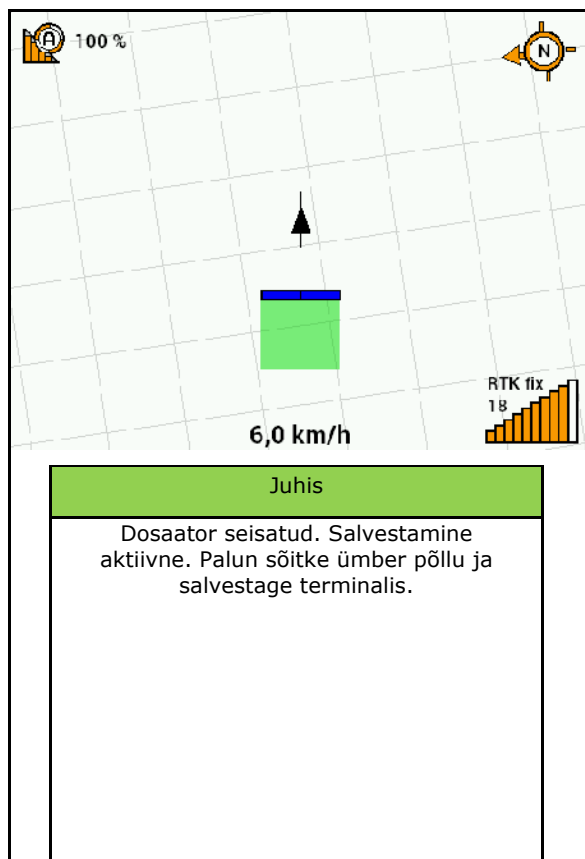 A 100 %
N
RTK fix
18
6,0 km/h
Juhis
Dosaator seisatud. Salvestamine
aktiivne. Palun sõitke ümber põllu ja
salvestage terminalis.